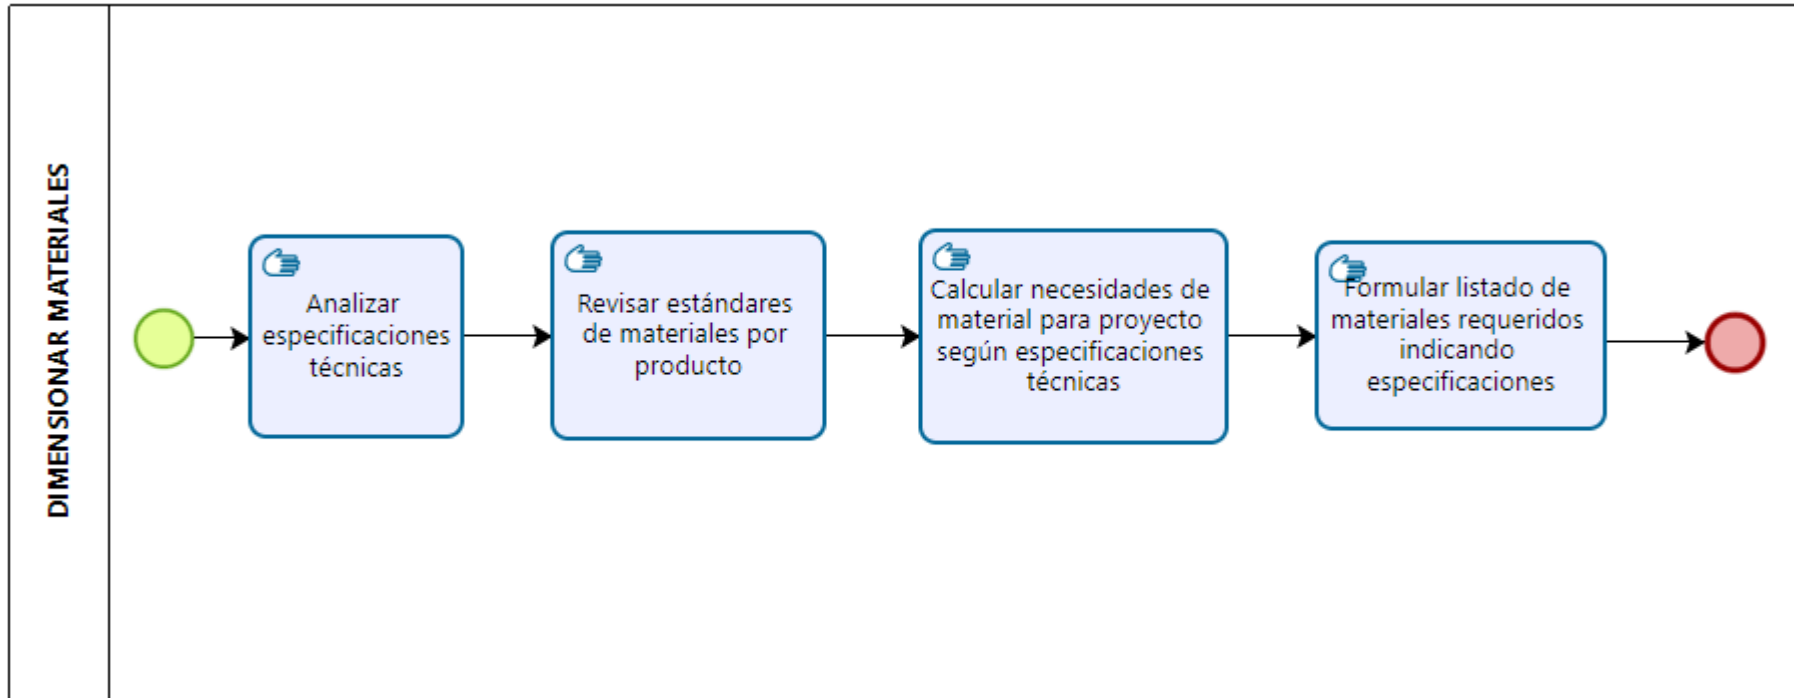 DIMENSIONAR MATERIALES
Analizar
especificaciones
técnicas
Revisar estándares
de materiales por
producto
Calcular necesidades de
material para proyecto
según especificaciones
técnicas
Formular listado de
materiales requeridos
indicando
especificaciones